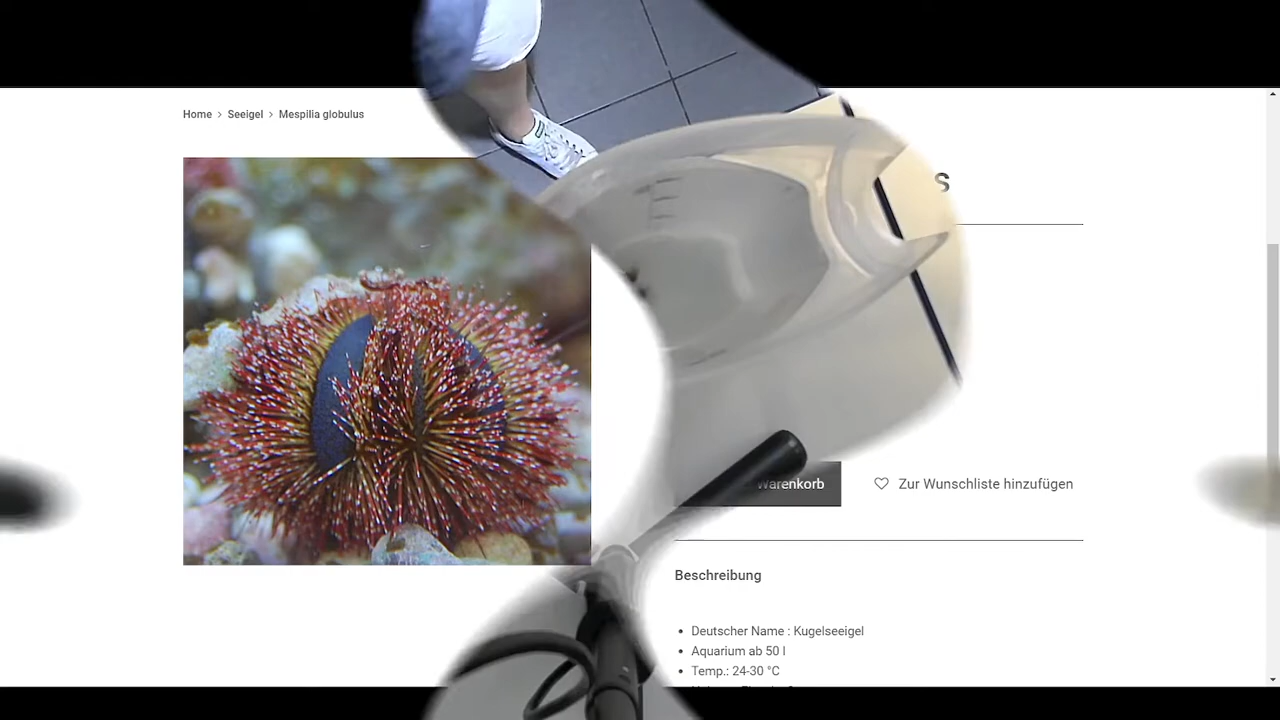 Home > Seeigel > Mespilia globulus
s
Warenkorb
Zur Wunschliste hinzufügen
Beschreibung
• Deutscher Name : Kugelseeigel
• Aquarium ab 50 l
• Temp.: 24-30 °C